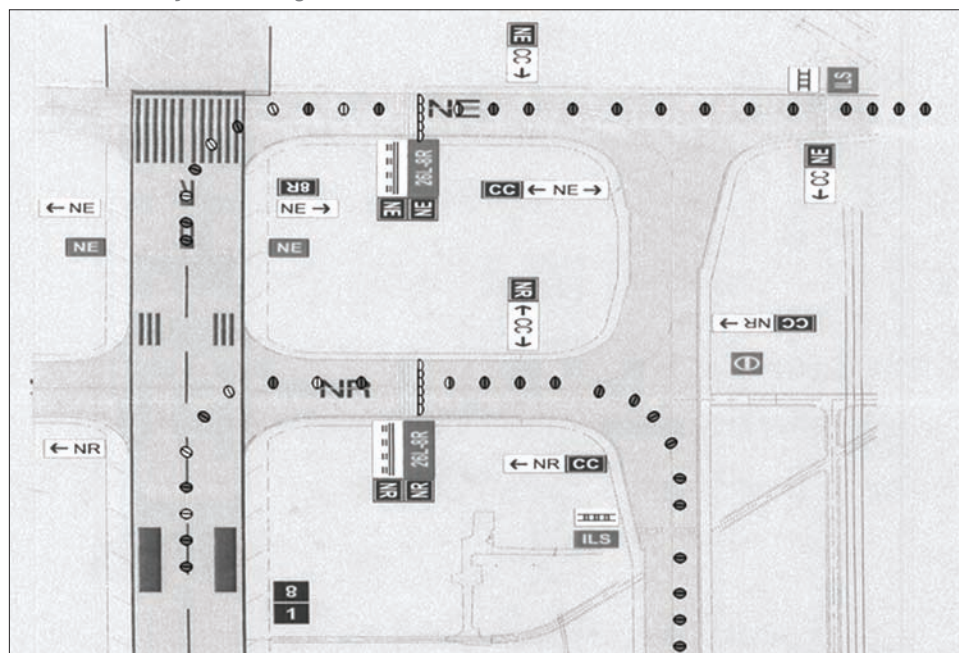 NE
CC ↓
ILS
NE
26L-8R
NE
NE
8R
NE →
← NE
NE
NE
CC ← NE →
NE
← CC
R
NR
← CC →
← NR CC
NR
26L-8R
NR
NR
← NR
← NR CC
ILS
8
1